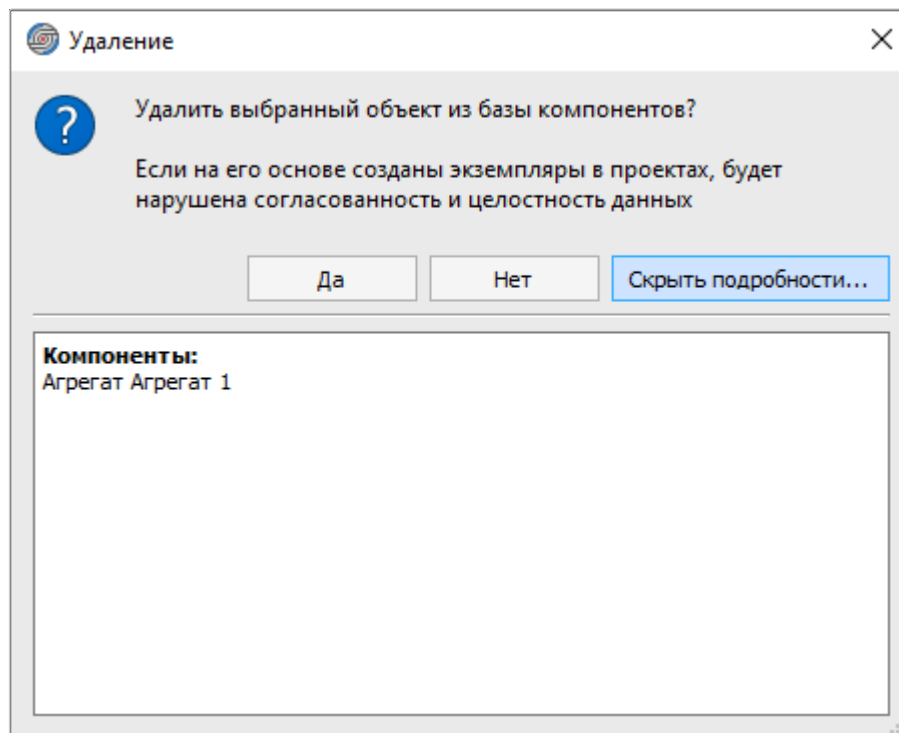 Удаление
Удалить выбранный объект из базы компонентов?
Если на его основе созданы экземпляры в проектах, будет
нарушена согласованность и целостность данных
Да
Нет
Скрыть подробности...
Компоненты:
Агрегат Агрегат 1